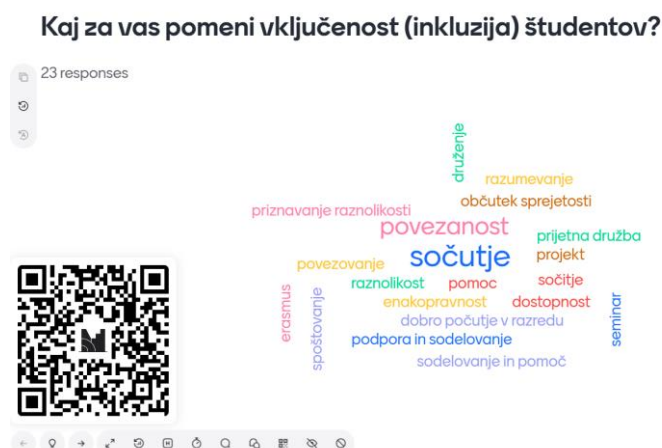 Kaj za vas pomeni vključenost (inkluzija) študentov?
23 responses
druženje
razumevanje
občutek sprejetosti
priznavanje raznolikosti
povezanost
prijetna družba
sočutje
projekt
povezovanje
raznolikost
pomoc
sočitje
erasmus
spoštovanje
enakopravnost
dostopnost
seminar
dobro počutje v razredu
podpora in sodelovanje
sodelovanje in pomoč